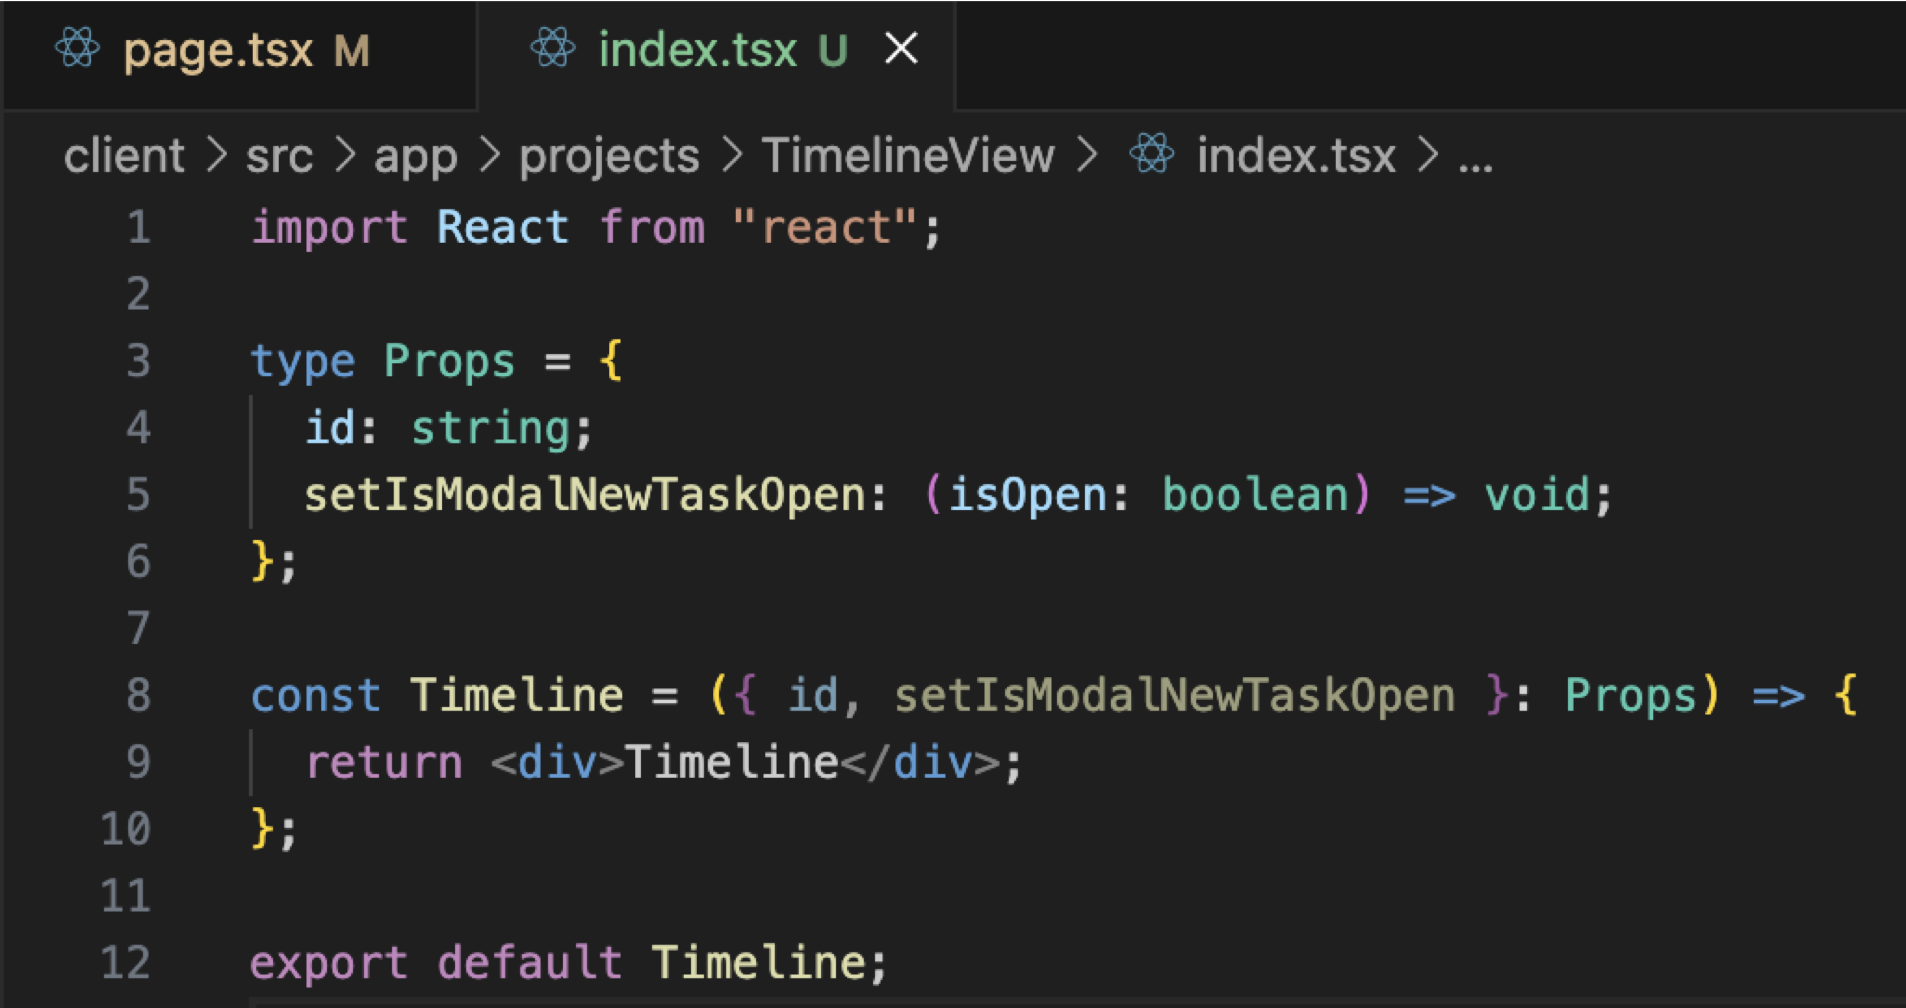 page.tsx M index.tsx U
client > src > app > projects > TimelineView > index.tsx > ...
1 import React from "react";
2
3 type Props = {
4 id: string;
5 setIsModalNewTaskOpen: (isOpen: boolean) => void;
6 };
7
8 const Timeline = ({ id, setIsModalNewTaskOpen }: Props) => {
9 return <div>Timeline</div>;
10 };
11
12 export default Timeline;